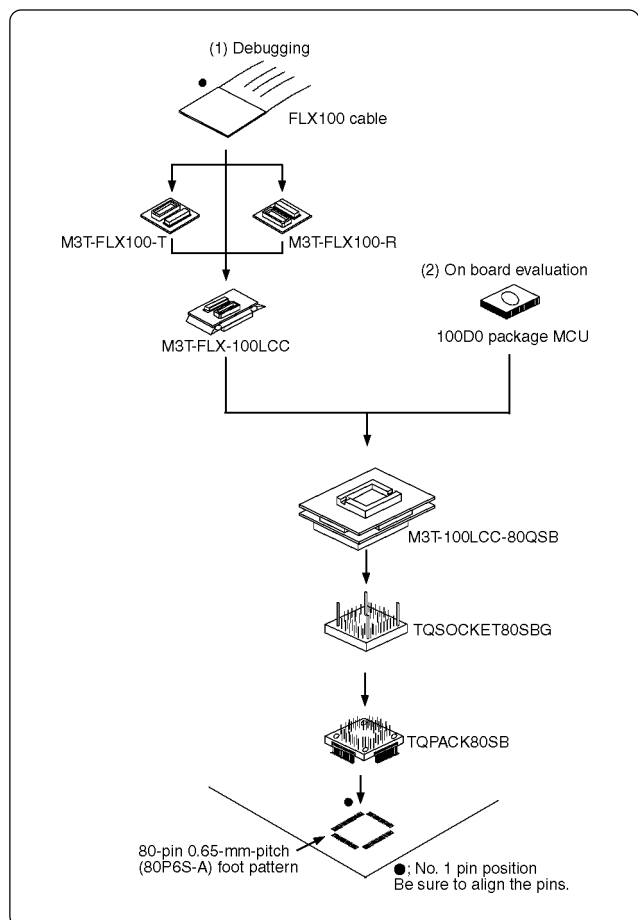 (1) Debugging
FLX100 cable
M3T-FLX100-T
M3T-FLX100-R
(2) On board evaluation
M3T-FLX-100LCC
100D0 package MCU
M3T-100LCC-80QSB
TQSOCKET80SBG
TQPACK80SB
80-pin 0.65-mm-pitch
(80P6S-A) foot pattern
●; No. 1 pin position
Be sure to align the pins.